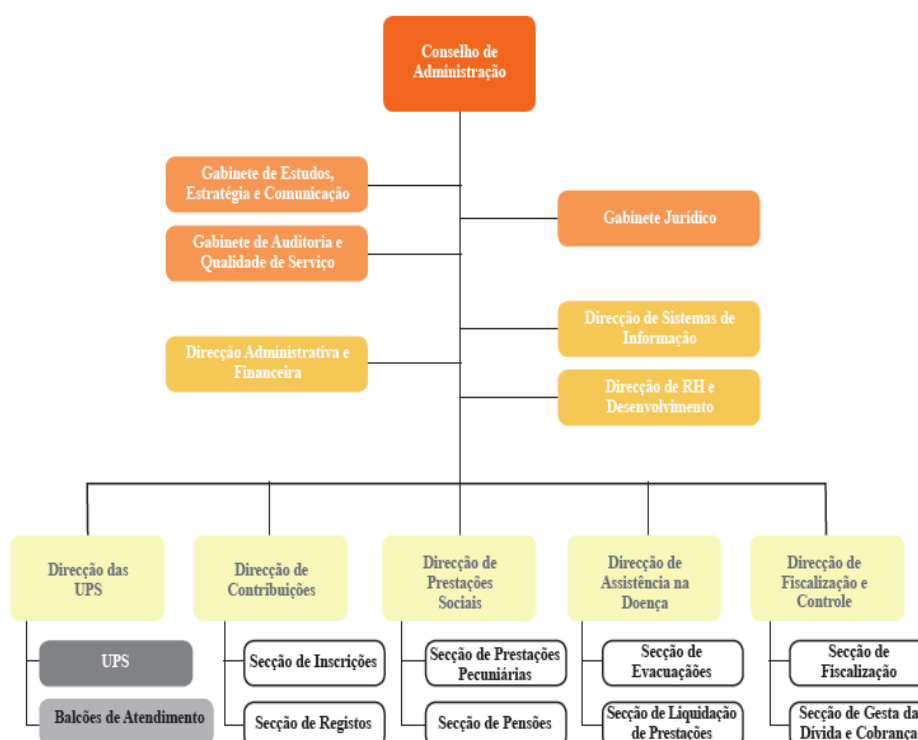 Conselho de
Administração
Gabinete de Estudos,
Estratégia e Comunicação
Gabinete Jurídico
Gabinete de Auditoria e
Qualidade de Serviço
Direcção de Sistemas de
Informação
Direcção Administrativa e
Financeira
Direcção de RH e
Desenvolvimento
Direcção das
UPS
Direcção de
Contribuições
Direcção de
Prestações
Sociais
Direcção de
Assistência na
Doença
Direcção de
Fiscalização e
Controle
UPS
Secção de Inscrições
Secção de Prestações
Pecuniárias
Secção de
Evacuações
Secção de
Fiscalização
Balcões de Atendimento
Secção de Registos
Secção de Pensões
Secção de Liquidação
de Prestações
Secção de Gesta da
Dívida e Cobrança